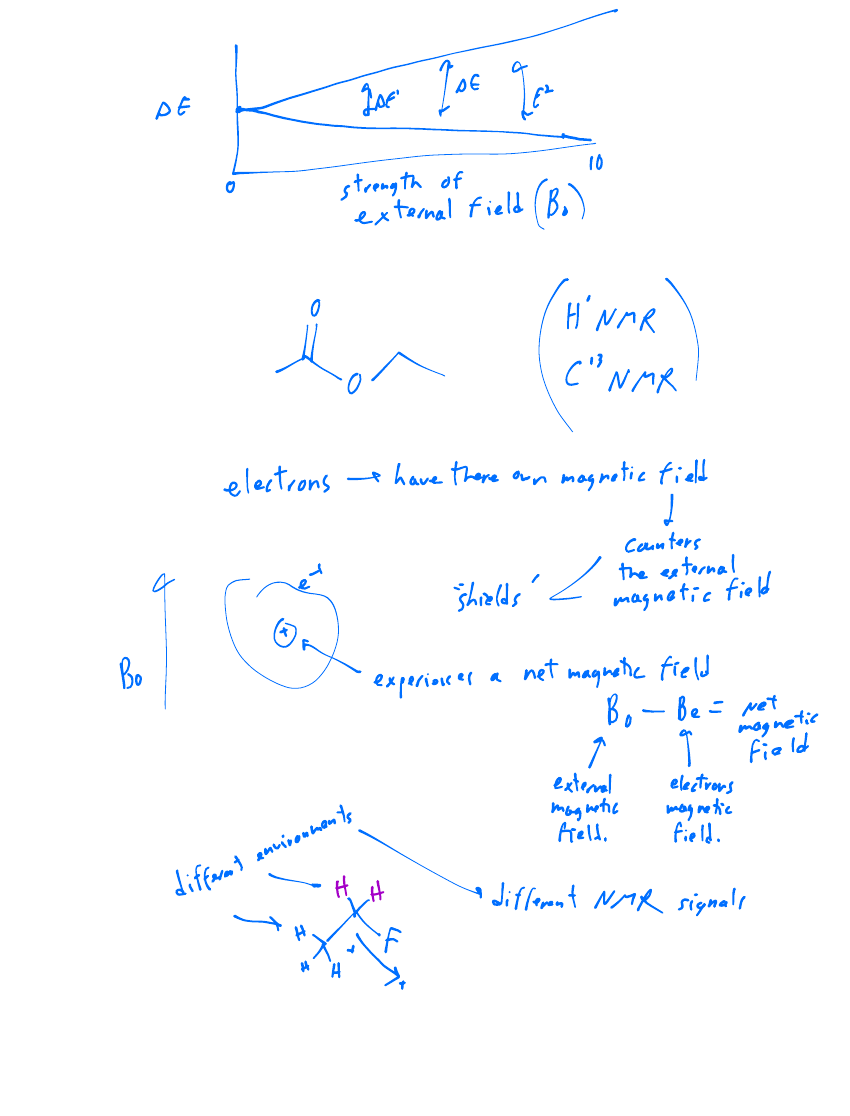 ΔE
ΔE'
ΔE
E²
0
10
strength of
external field (B₀)
O
O
H' NMR
C¹³ NMR
electrons → have there own magnetic field
counters
the external
magnetic field
"shields"
e⁻
+
B₀
experiences a net magnetic field
B₀ — Be = net
magnetic
field
external
magnetic
field.
electrons
magnetic
field.
different environments
different NMR signals
H H
H
F
H H